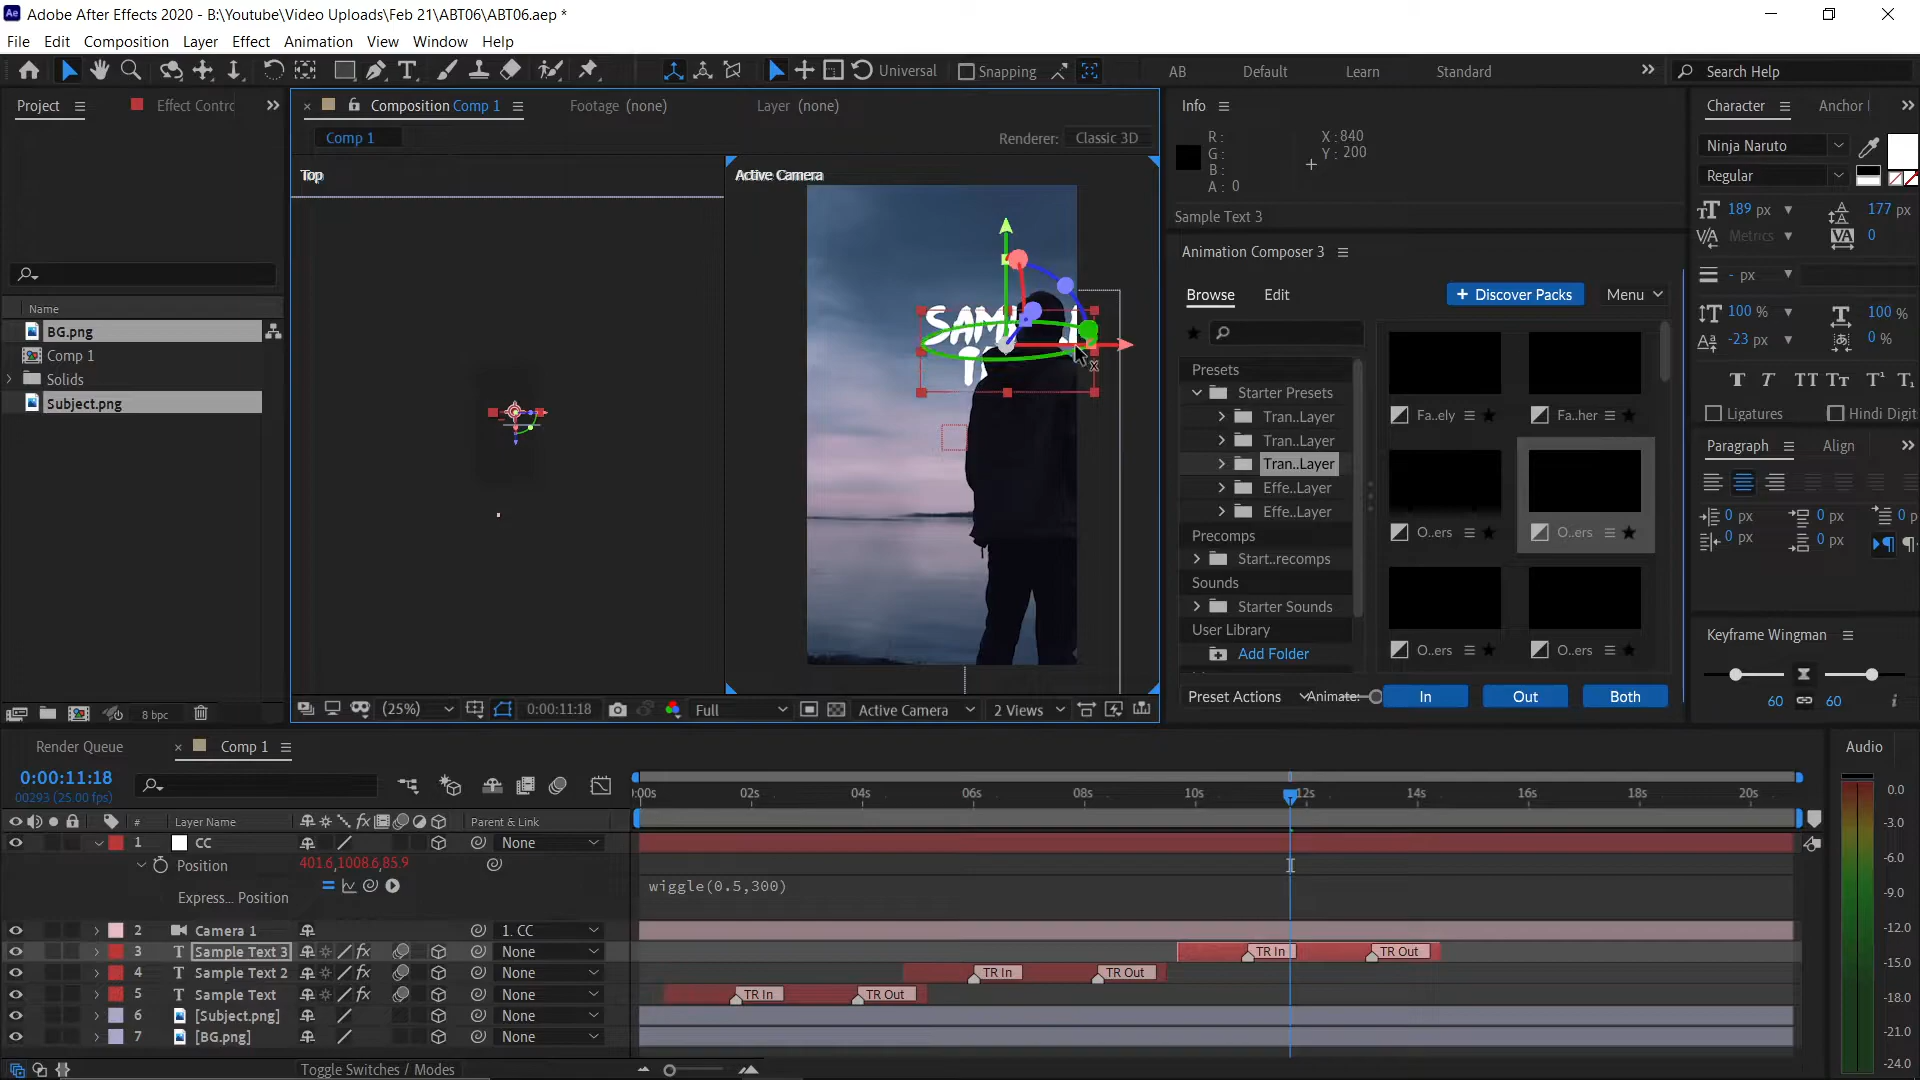 Adobe After Effects 2020 - B:\Youtube\Video Uploads\Feb 21\ABT06\ABT06.aep *
File Edit Composition Layer Effect Animation View Window Help
Universal Snapping AB Default Learn Standard Search Help
Project Effect Contrc
Composition Comp 1 Footage (none) Layer (none)
Comp 1 Renderer: Classic 3D
Top
Active Camera
Name
BG.png
Comp 1
Solids
Subject.png
8 bpc
(25%) 0:00:11:18 Full Active Camera 2 Views
Info
R: X:840
G: Y: 200
B:
A: 0
Sample Text 3
Animation Composer 3
Browse Edit + Discover Packs Menu
Presets
Starter Presets
Tran..Layer
Tran..Layer
Tran..Layer
Effe..Layer
Effe..Layer
Precomps
Start..recomps
Sounds
Starter Sounds
User Library
Add Folder
Fa..ely Fa..her
O..ers O..ers
O..ers O..ers
Preset Actions Animate: In Out Both
Character Anchor
Ninja Naruto
Regular
189 px 177 px
Metrics 0
- px
100 % 100 %
-23 px 0 %
T T TT Tт T¹ T₁
Ligatures Hindi Digit
Paragraph Align
0 px 0 px 0 p
0 px 0 px
Keyframe Wingman
60 60
Render Queue Comp 1
0:00:11:18
00293 (25.00 fps)
:00s 02s 04s 06s 08s 10s 12s 14s 16s 18s 20s
# Layer Name Parent & Link
1 CC None
Position 401.6,1008.6,85.9
Express... Position wiggle(0.5,300)
2 Camera 1 1. CC
3 Sample Text 3 None TR In TR Out
4 Sample Text 2 None TR In TR Out
5 Sample Text None TR In TR Out
6 [Subject.png] None
7 [BG.png] None
Toggle Switches / Modes
Audio
0.0
-3.0
-6.0
-9.0
-12.0
-15.0
-18.0
-21.0
-24.0